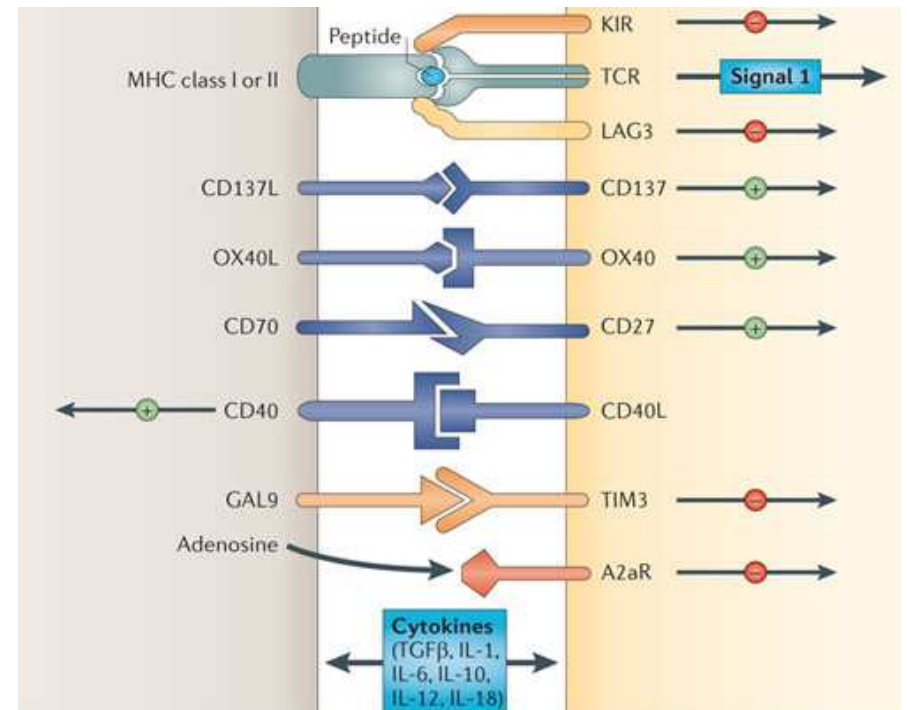 KIR
Peptide
MHC class I or II
TCR
Signal 1
LAG3
CD137L
CD137
OX40L
OX40
CD70
CD27
CD40
CD40L
GAL9
TIM3
Adenosine
A2aR
Cytokines
(TGFβ, IL-1,
IL-6, IL-10,
IL-12, IL-18)